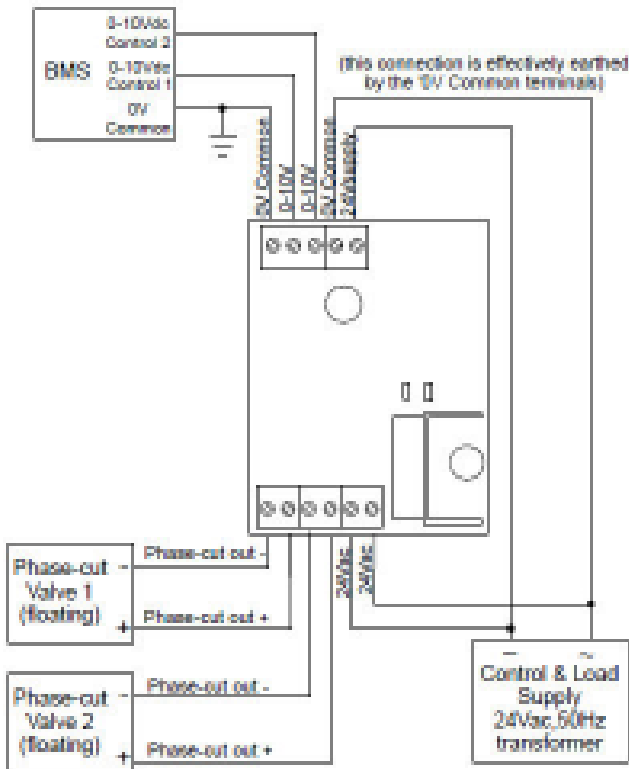 0-10Vdc
Control 2
BMS
0-10Vdc
Control 1
0V
Common
(this connection is effectively earthed
by the '0V Common terminals)
0V Common
0-10V
0-10V
0V Common
24Vsupply
Phase-cut
Valve 1
(floating)
-
+
Phase-cut out -
Phase-cut out +
24Vac
24Vac
Phase-cut
Valve 2
(floating)
-
+
Phase-cut out -
Phase-cut out +
~
~
Control & Load
Supply
24Vac,50Hz
transformer